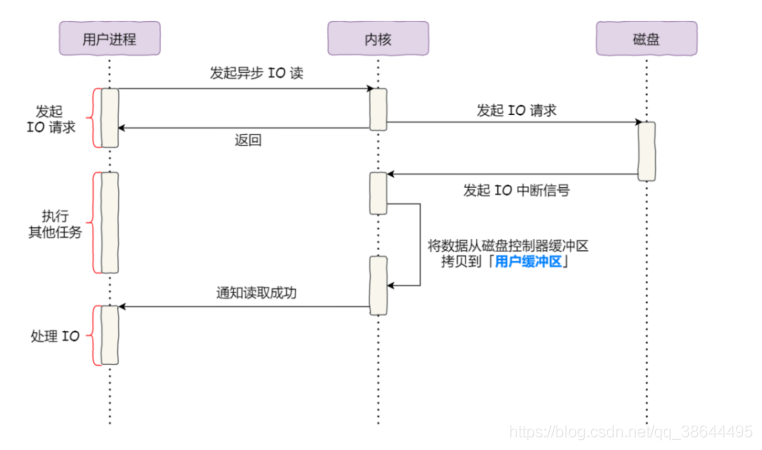 用户进程
内核
磁盘
发起异步 IO 读
发起
IO 请求
发起 IO 请求
返回
发起 IO 中断信号
执行
其他任务
将数据从磁盘控制器缓冲区
拷贝到「用户缓冲区」
通知读取成功
处理 IO
https://blog.csdn.net/qq_38644495